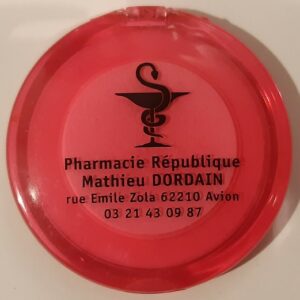 Pharmacie République
Mathieu DORDAIN
rue Emile Zola 62210 Avion
03 21 43 09 87